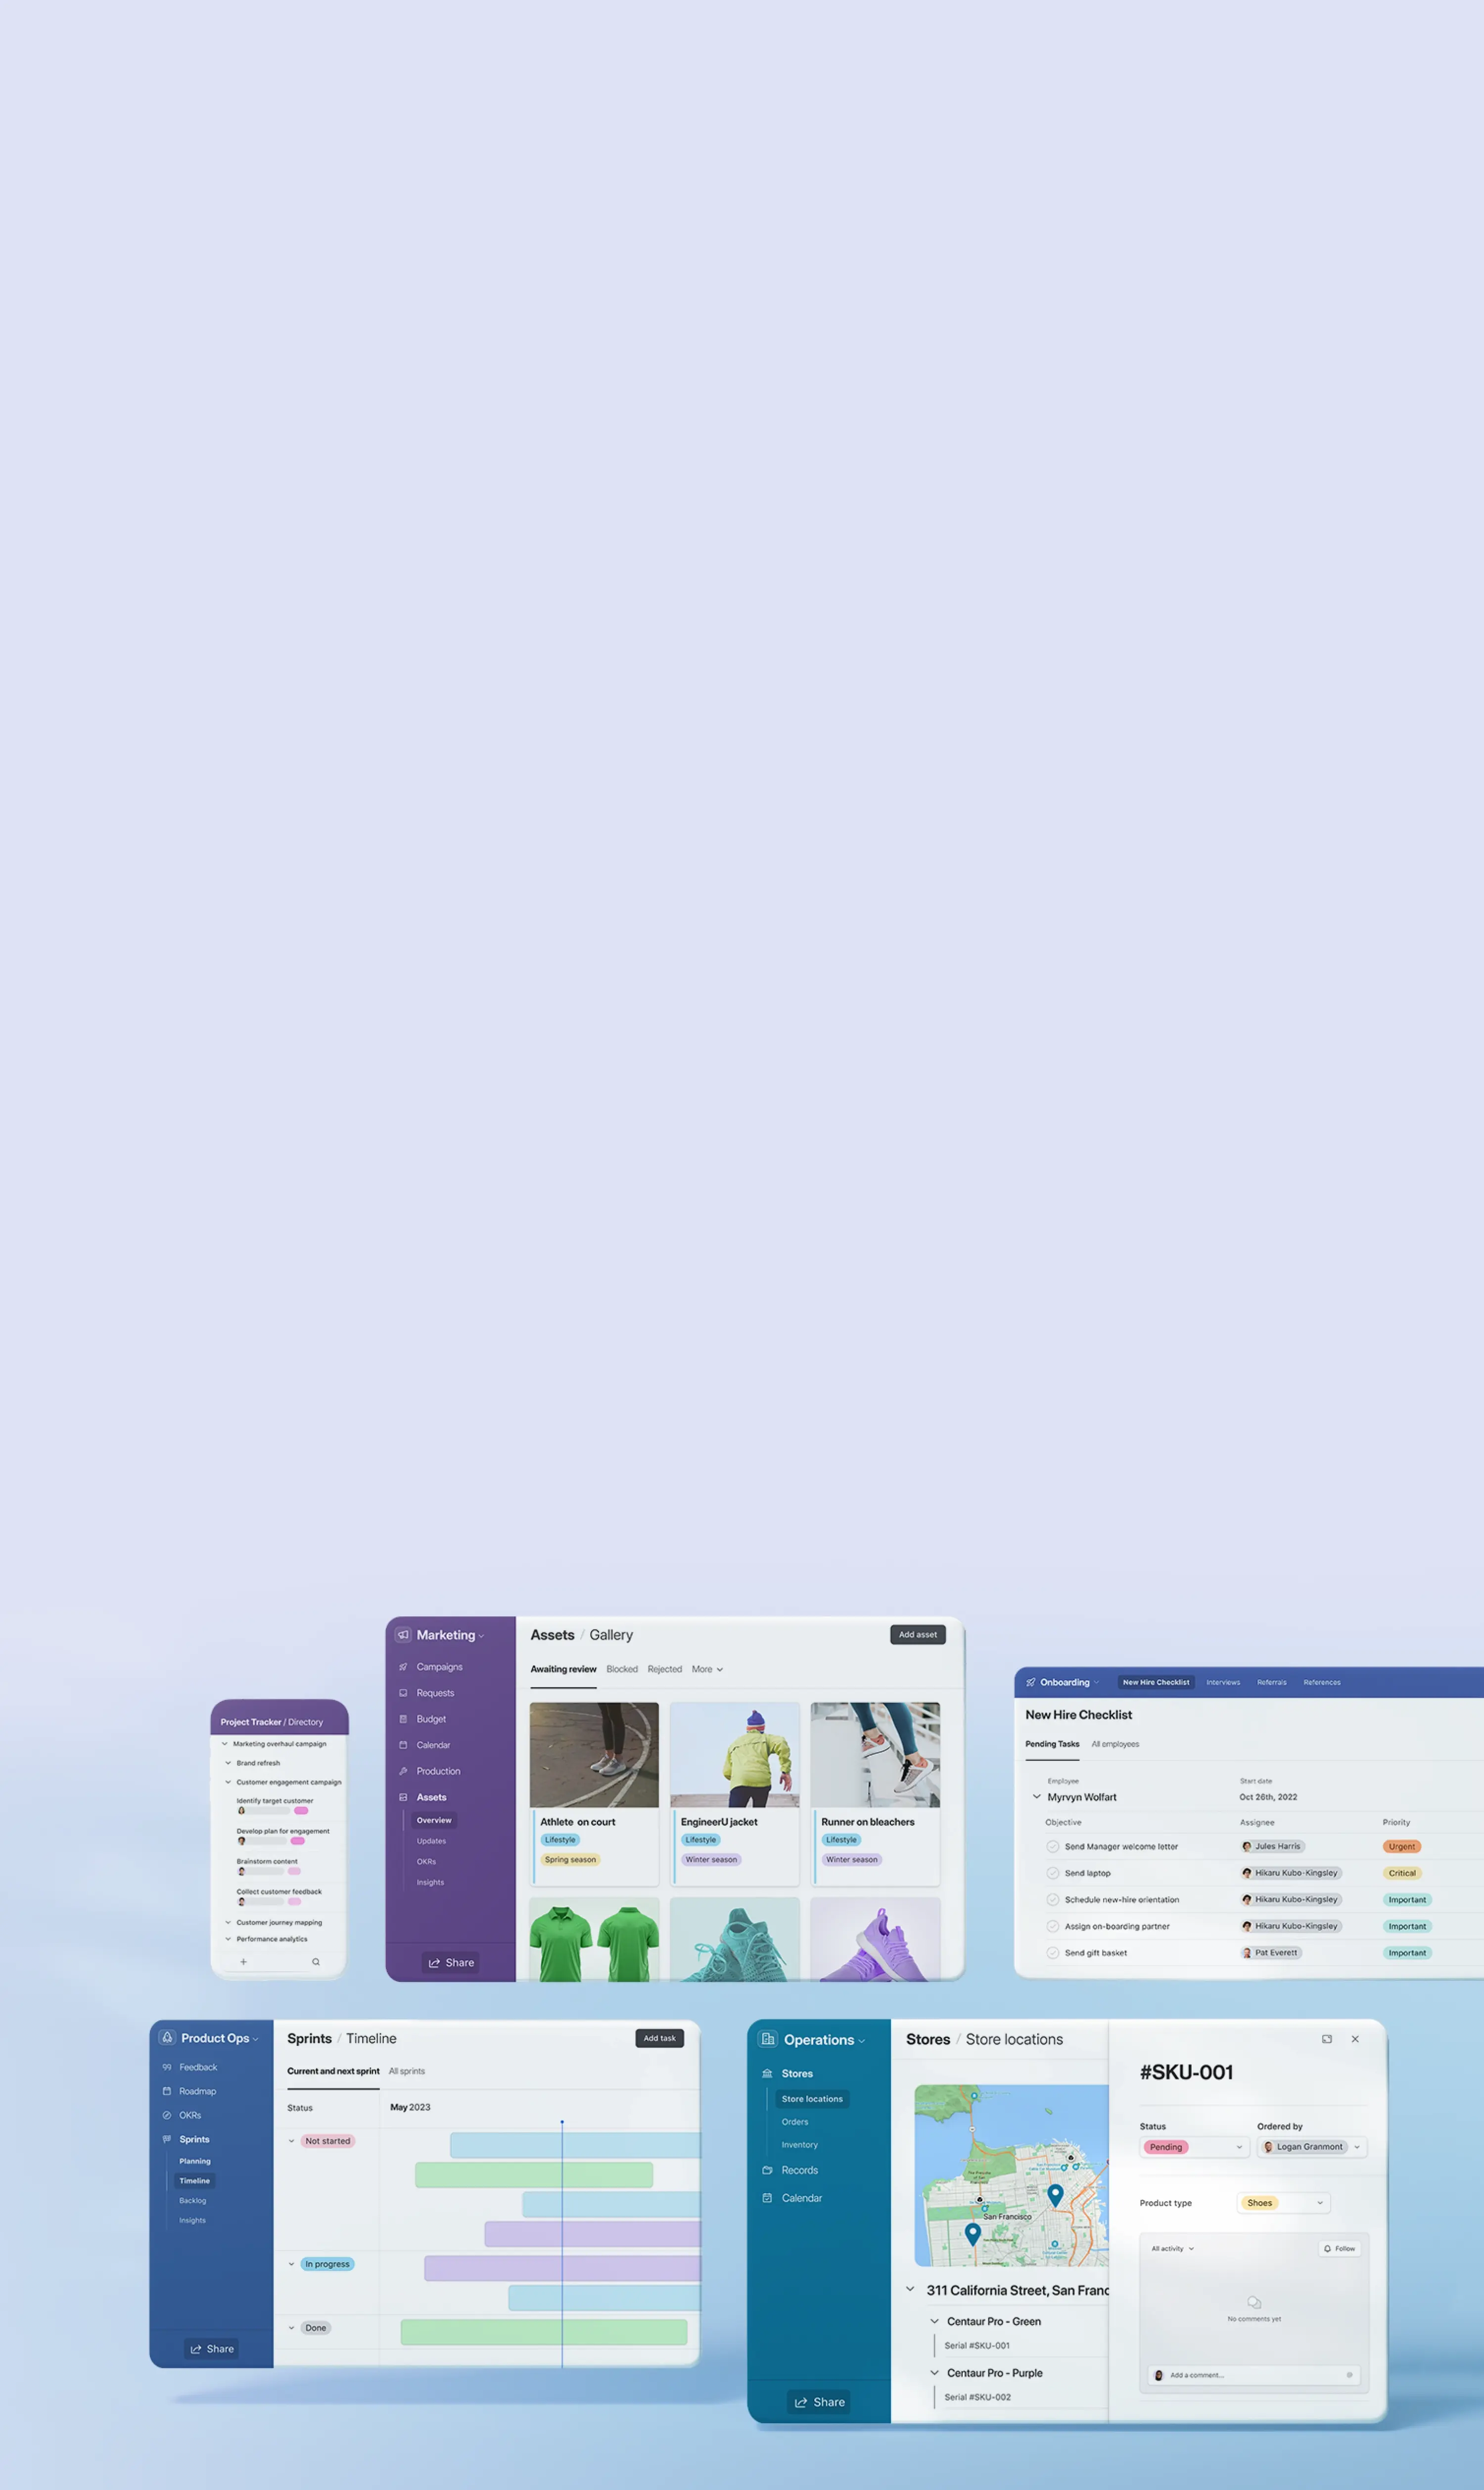 Marketing
Campaigns
Requests
Budget
Calendar
Production
Assets
Overview
Updates
OKRs
Insights
Share
Assets / Gallery
Add asset
Awaiting review Blocked Rejected More
Athlete on court
Lifestyle
Spring season
EngineerU jacket
Lifestyle
Winter season
Runner on bleachers
Lifestyle
Winter season
Onboarding New Hire Checklist Interviews Referrals References
New Hire Checklist
Pending Tasks All employees
Employee Start date
Myrvyn Wolfart Oct 26th, 2022
Objective Assignee Priority
Send Manager welcome letter Jules Harris Urgent
Send laptop Hikaru Kubo-Kingsley Critical
Schedule new-hire orientation Hikaru Kubo-Kingsley Important
Assign on-boarding partner Hikaru Kubo-Kingsley Important
Send gift basket Pat Everett Important
Project Tracker / Directory
Marketing overhaul campaign
Brand refresh
Customer engagement campaign
Identify target customer
Develop plan for engagement
Brainstorm content
Collect customer feedback
Customer journey mapping
Performance analytics
Product Ops
Feedback
Roadmap
OKRs
Sprints
Planning
Timeline
Backlog
Insights
Share
Sprints / Timeline
Add task
Current and next sprint All sprints
Status May 2023
Not started
In progress
Done
Operations
Stores
Store locations
Orders
Inventory
Records
Calendar
Share
Stores / Store locations
San Francisco
311 California Street, San Franc
Centaur Pro - Green
Serial #SKU-001
Centaur Pro - Purple
Serial #SKU-002
#SKU-001
Status Ordered by
Pending Logan Granmont
Product type Shoes
All activity Follow
No comments yet
Add a comment...